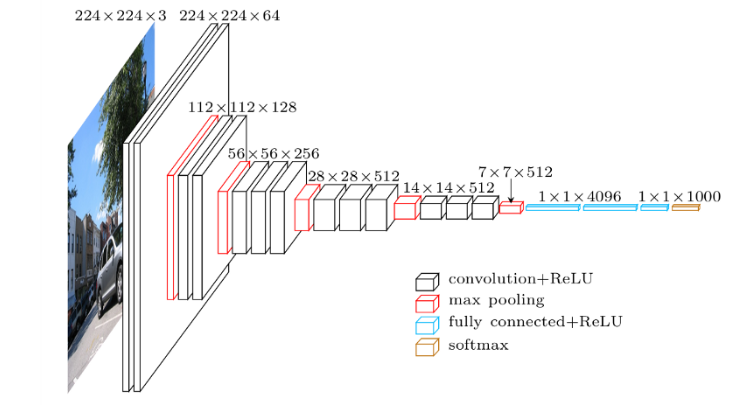 224×224×3
224×224×64
112×112×128
56×56×256
28×28×512
14×14×512
7×7×512
1×1×4096
1×1×1000
convolution+ReLU
max pooling
fully connected+ReLU
softmax